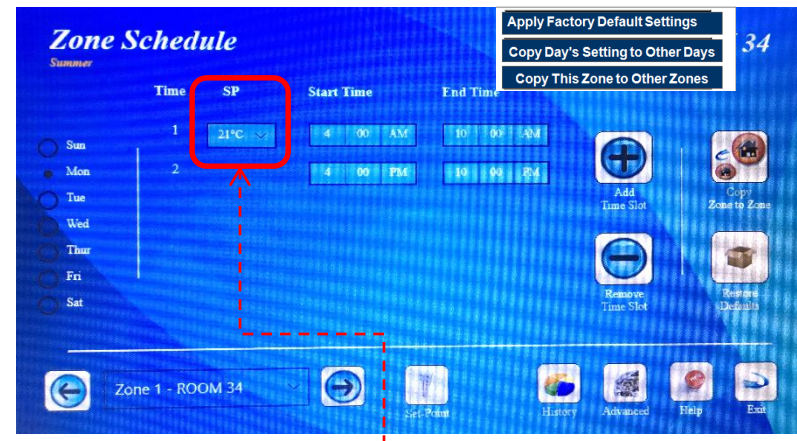 Zone Schedule
Summer
Apply Factory Default Settings
Copy Day's Setting to Other Days
Copy This Zone to Other Zones
34
Time SP Start Time End Time
1 21°C 4 00 AM 10 00 AM
2 4 00 PM 10 00 PM
Sun
Mon
Tue
Wed
Thur
Fri
Sat
Add
Time Slot
Copy
Zone to Zone
Remove
Time Slot
Restore
Defaults
Zone 1 - ROOM 34
Set-Point
History
Advanced
Help
Exit